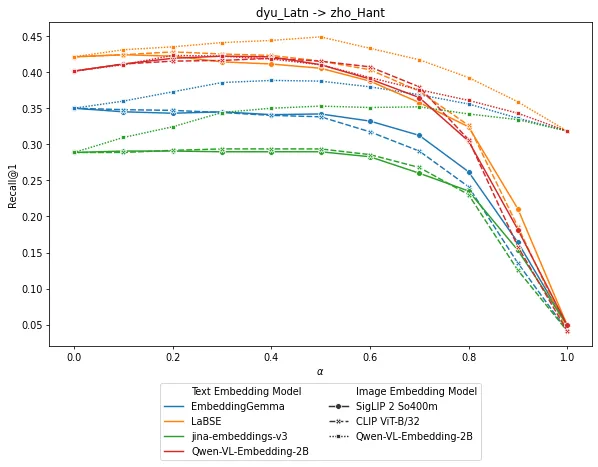 dyu_Latn -> zho_Hant
Recall@1
0.45
0.40
0.35
0.30
0.25
0.20
0.15
0.10
0.05
0.0 0.2 0.4 0.6 0.8 1.0
α
Text Embedding Model
EmbeddingGemma
LaBSE
jina-embeddings-v3
Qwen-VL-Embedding-2B
Image Embedding Model
SigLIP 2 So400m
CLIP ViT-B/32
Qwen-VL-Embedding-2B